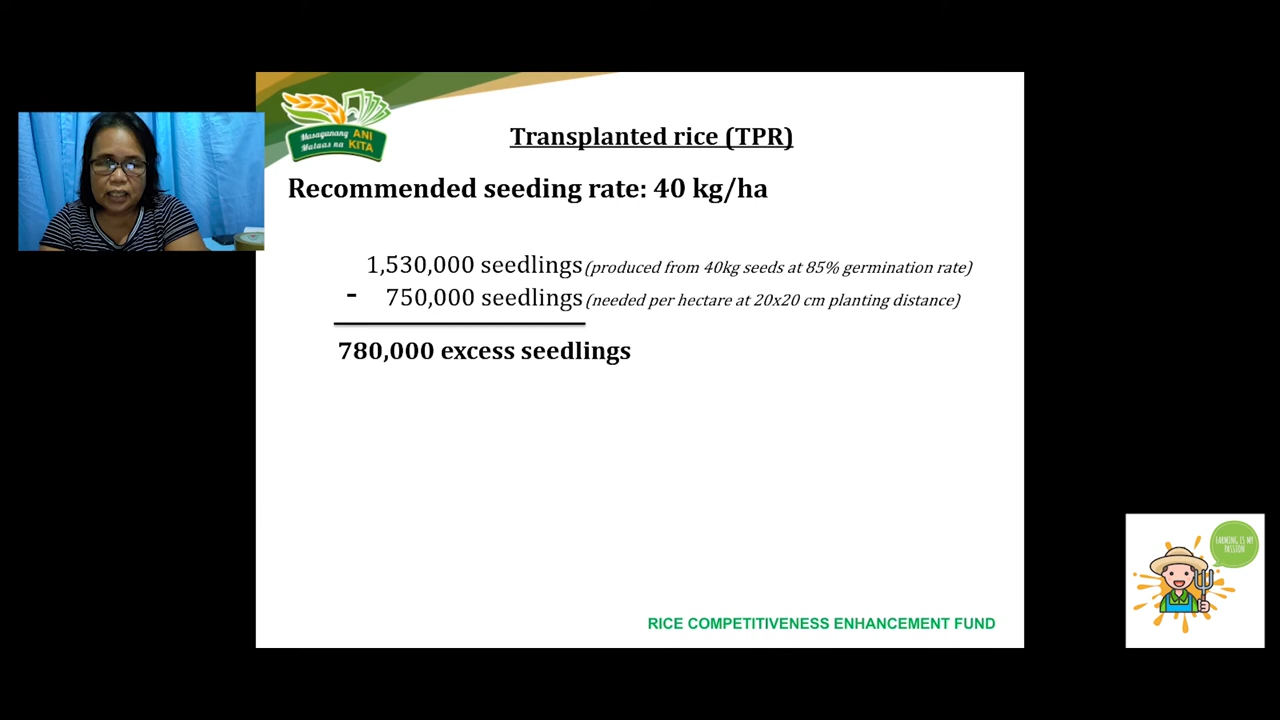 Masaganang ANI
Mataas na KITA
Transplanted rice (TPR)
Recommended seeding rate: 40 kg/ha
1,530,000 seedlings (produced from 40kg seeds at 85% germination rate)
- 750,000 seedlings (needed per hectare at 20x20 cm planting distance)
780,000 excess seedlings
FARMING IS MY
PASSION
RICE COMPETITIVENESS ENHANCEMENT FUND